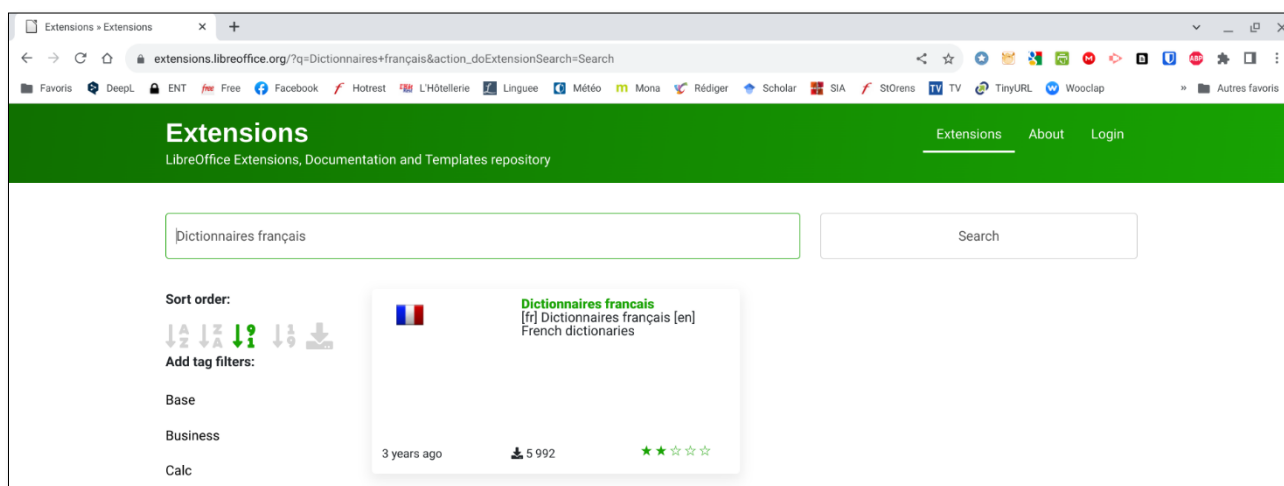 Extensions » Extensions
extensions.libreoffice.org/?q=Dictionnaires+français&action_doExtensionSearch=Search
Favoris DeepL ENT free Free Facebook Hotrest L'Hôtellerie Linguee Météo Mona Rédiger Scholar SIA StOrens TV TV TinyURL Wooclap » Autres favoris
Extensions
LibreOffice Extensions, Documentation and Templates repository
Extensions About Login
Dictionnaires français Search
Sort order:
Add tag filters:
Base
Business
Calc
Dictionnaires francais
[fr] Dictionnaires français [en]
French dictionaries
3 years ago 5 992